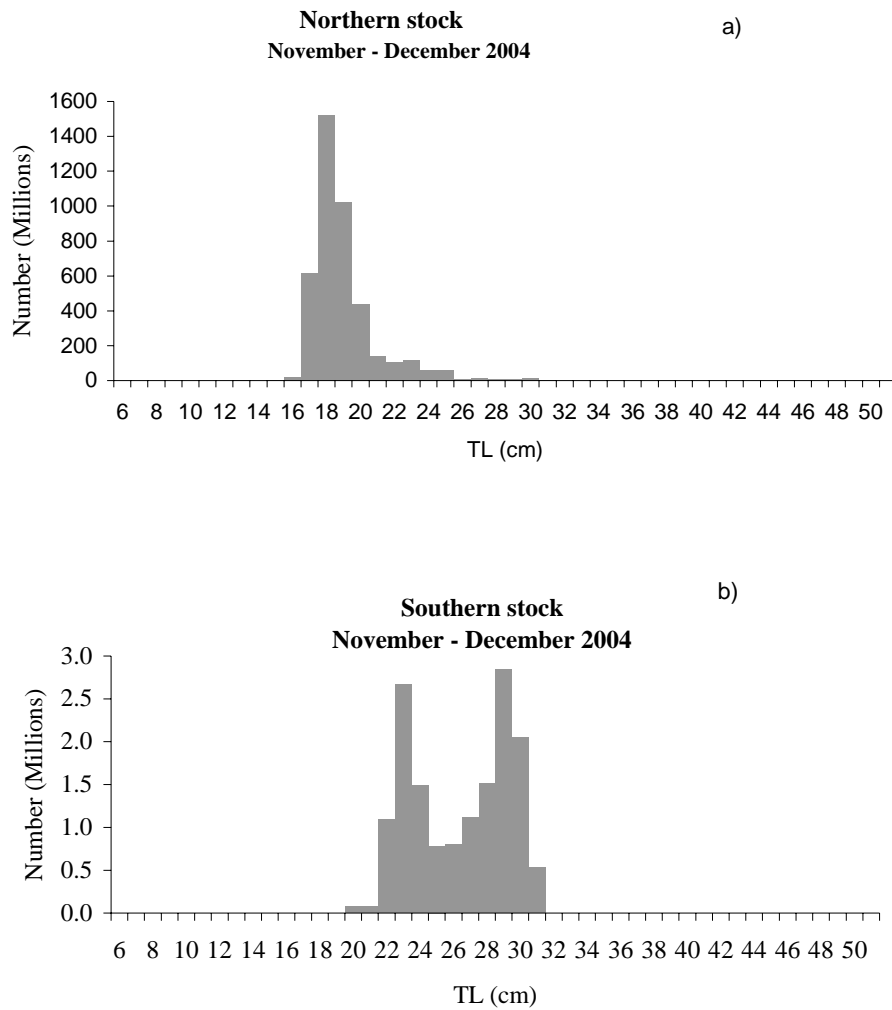 Northern stock
November - December 2004
a)
1600
1400
1200
1000
800
600
400
200
0
Number (Millions)
6 8 10 12 14 16 18 20 22 24 26 28 30 32 34 36 38 40 42 44 46 48 50
TL (cm)
b)
Southern stock
November - December 2004
3.0
2.5
2.0
1.5
1.0
0.5
0.0
Number (Millions)
6 8 10 12 14 16 18 20 22 24 26 28 30 32 34 36 38 40 42 44 46 48 50
TL (cm)